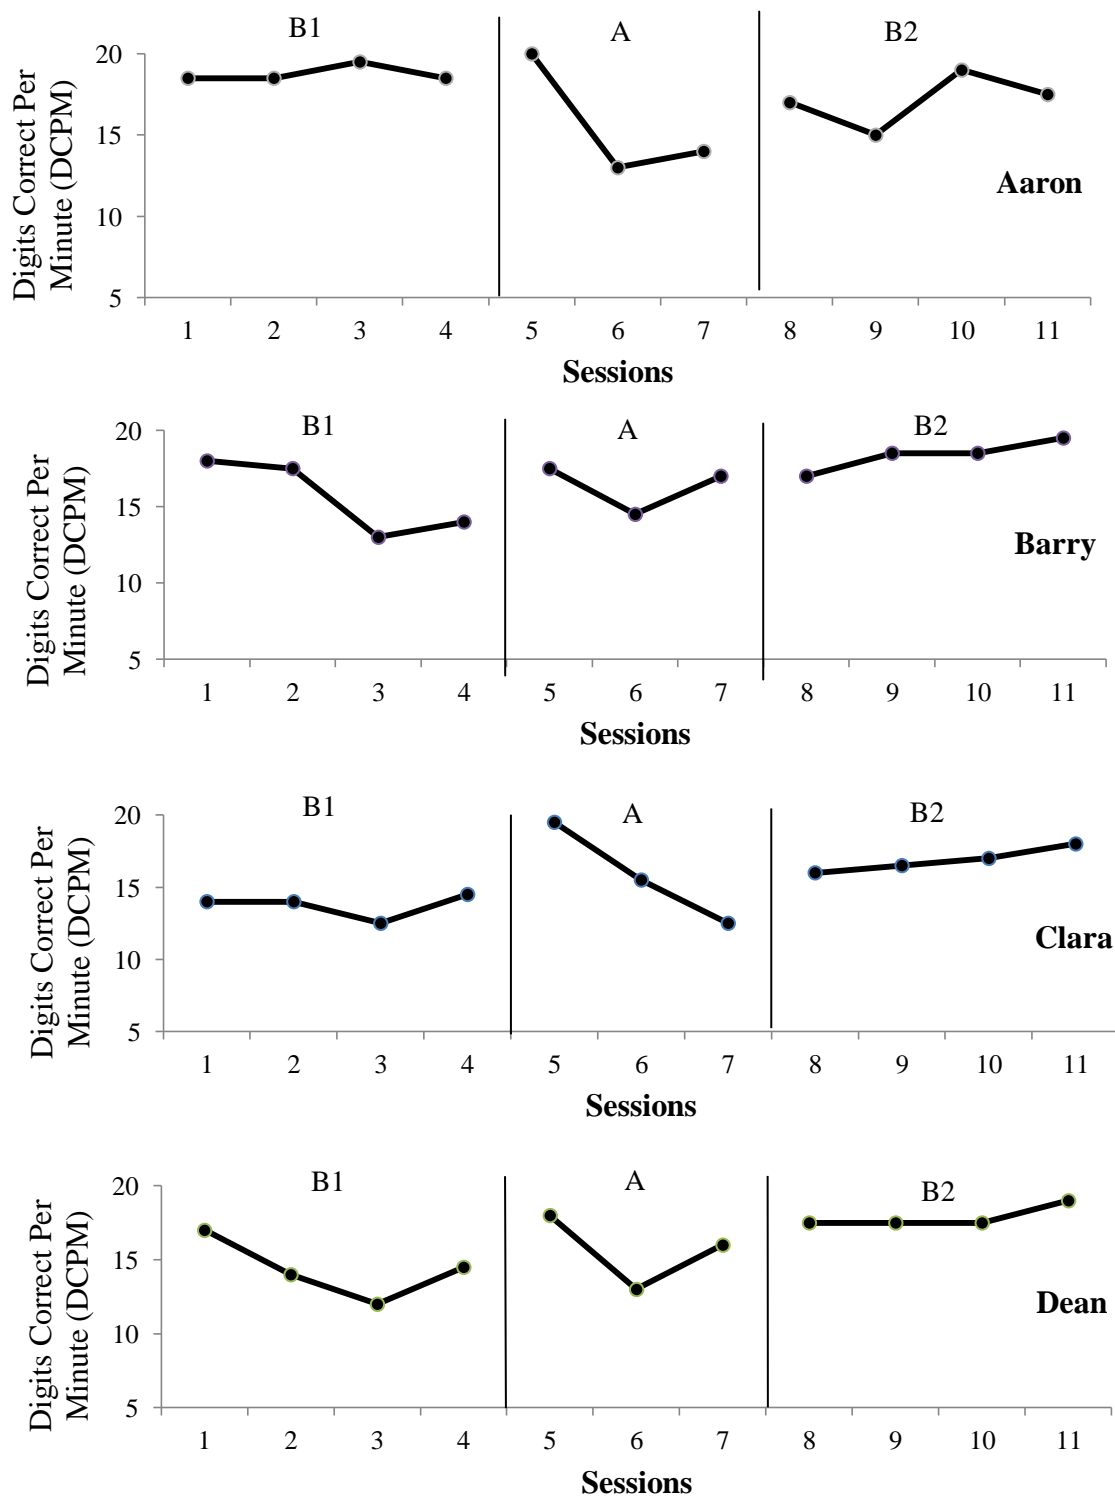 B1 A B2
Digits Correct Per
Minute (DCPM)
20
15
10
5
Aaron
1 2 3 4 5 6 7 8 9 10 11
Sessions
B1 A B2
Digits Correct Per
Minute (DCPM)
20
15
10
5
Barry
1 2 3 4 5 6 7 8 9 10 11
Sessions
B1 A B2
Digits Correct Per
Minute (DCPM)
20
15
10
5
Clara
1 2 3 4 5 6 7 8 9 10 11
Sessions
B1 A B2
Digits Correct Per
Minute (DCPM)
20
15
10
5
Dean
1 2 3 4 5 6 7 8 9 10 11
Sessions